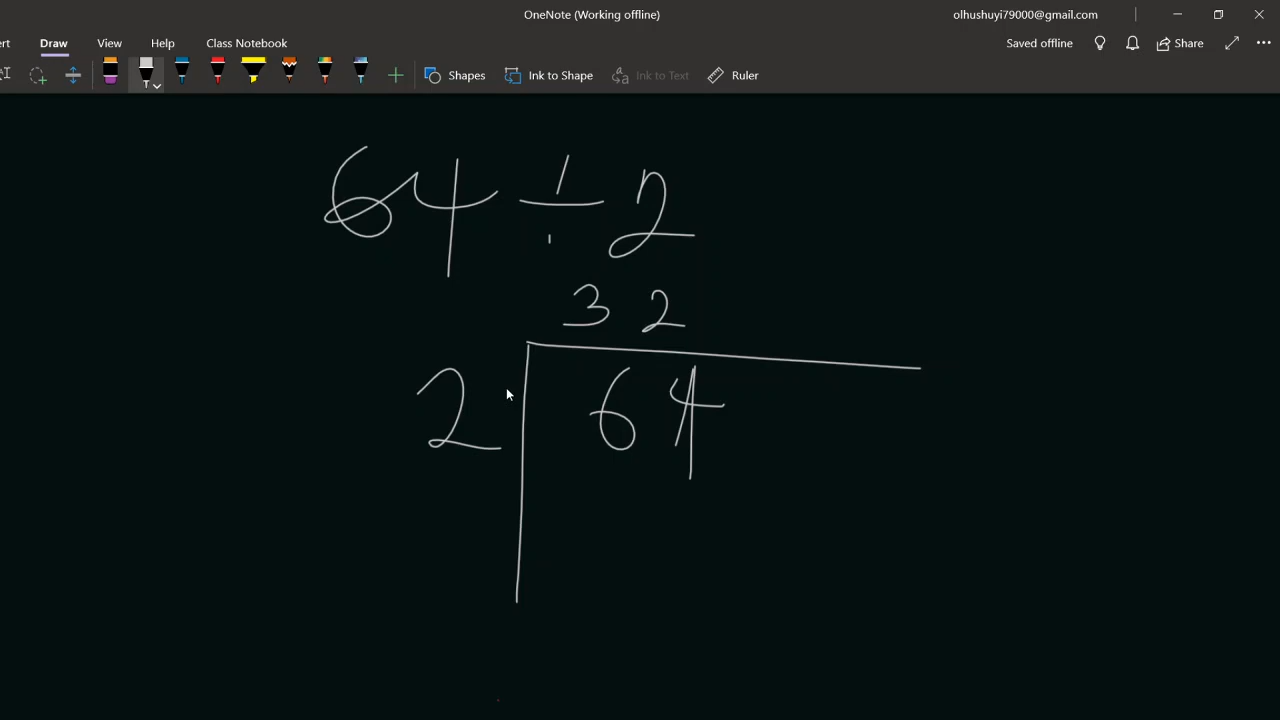 OneNote (Working offline) olhushuyi79000@gmail.com
ert Draw View Help Class Notebook Saved offline Share
Shapes Ink to Shape Ink to Text Ruler
64 ÷ 2
32
2 64